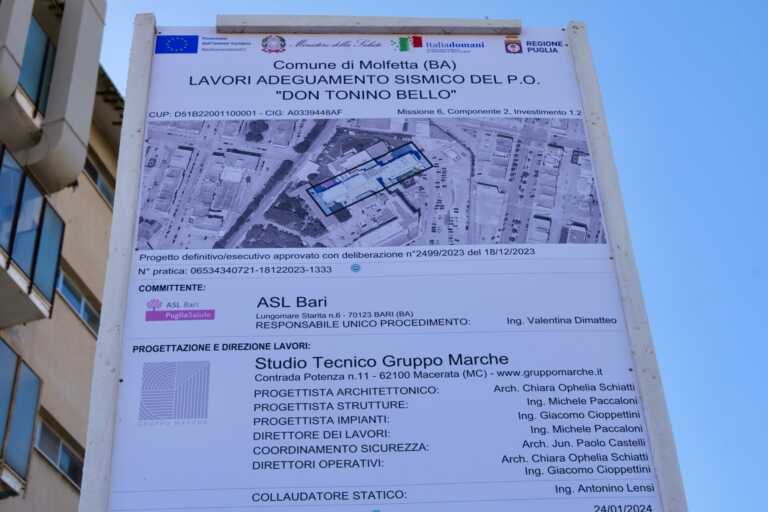 Ministero della Salute
Italiadomani
REGIONE PUGLIA
Comune di Molfetta (BA)
LAVORI ADEGUAMENTO SISMICO DEL P.O.
"DON TONINO BELLO"
CUP: D51B22001100001 - CIG: A0339448AF
Missione 6, Componente 2, Investimento 1.2
Progetto definitivo/esecutivo approvato con deliberazione n°2499/2023 del 18/12/2023
N° pratica: 06534340721-18122023-1333
COMMITTENTE:
ASL Bari
PugliaSalute
ASL Bari
Lungomare Starita n.6 - 70123 BARI (BA)
RESPONSABILE UNICO PROCEDIMENTO: Ing. Valentina Dimatteo
PROGETTAZIONE E DIREZIONE LAVORI:
GRUPPO MARCHE
Studio Tecnico Gruppo Marche
Contrada Potenza n.11 - 62100 Macerata (MC) - www.gruppomarche.it
PROGETTISTA ARCHITETTONICO: Arch. Chiara Ophelia Schiatti
PROGETTISTA STRUTTURE: Ing. Michele Paccaloni
PROGETTISTA IMPIANTI: Ing. Giacomo Cioppettini
DIRETTORE DEI LAVORI: Ing. Michele Paccaloni
COORDINAMENTO SICUREZZA: Arch. Jun. Paolo Castelli
DIRETTORI OPERATIVI: Arch. Chiara Ophelia Schiatti
Ing. Giacomo Cioppettini
COLLAUDATORE STATICO: Ing. Antonino Lensi
24/01/2024